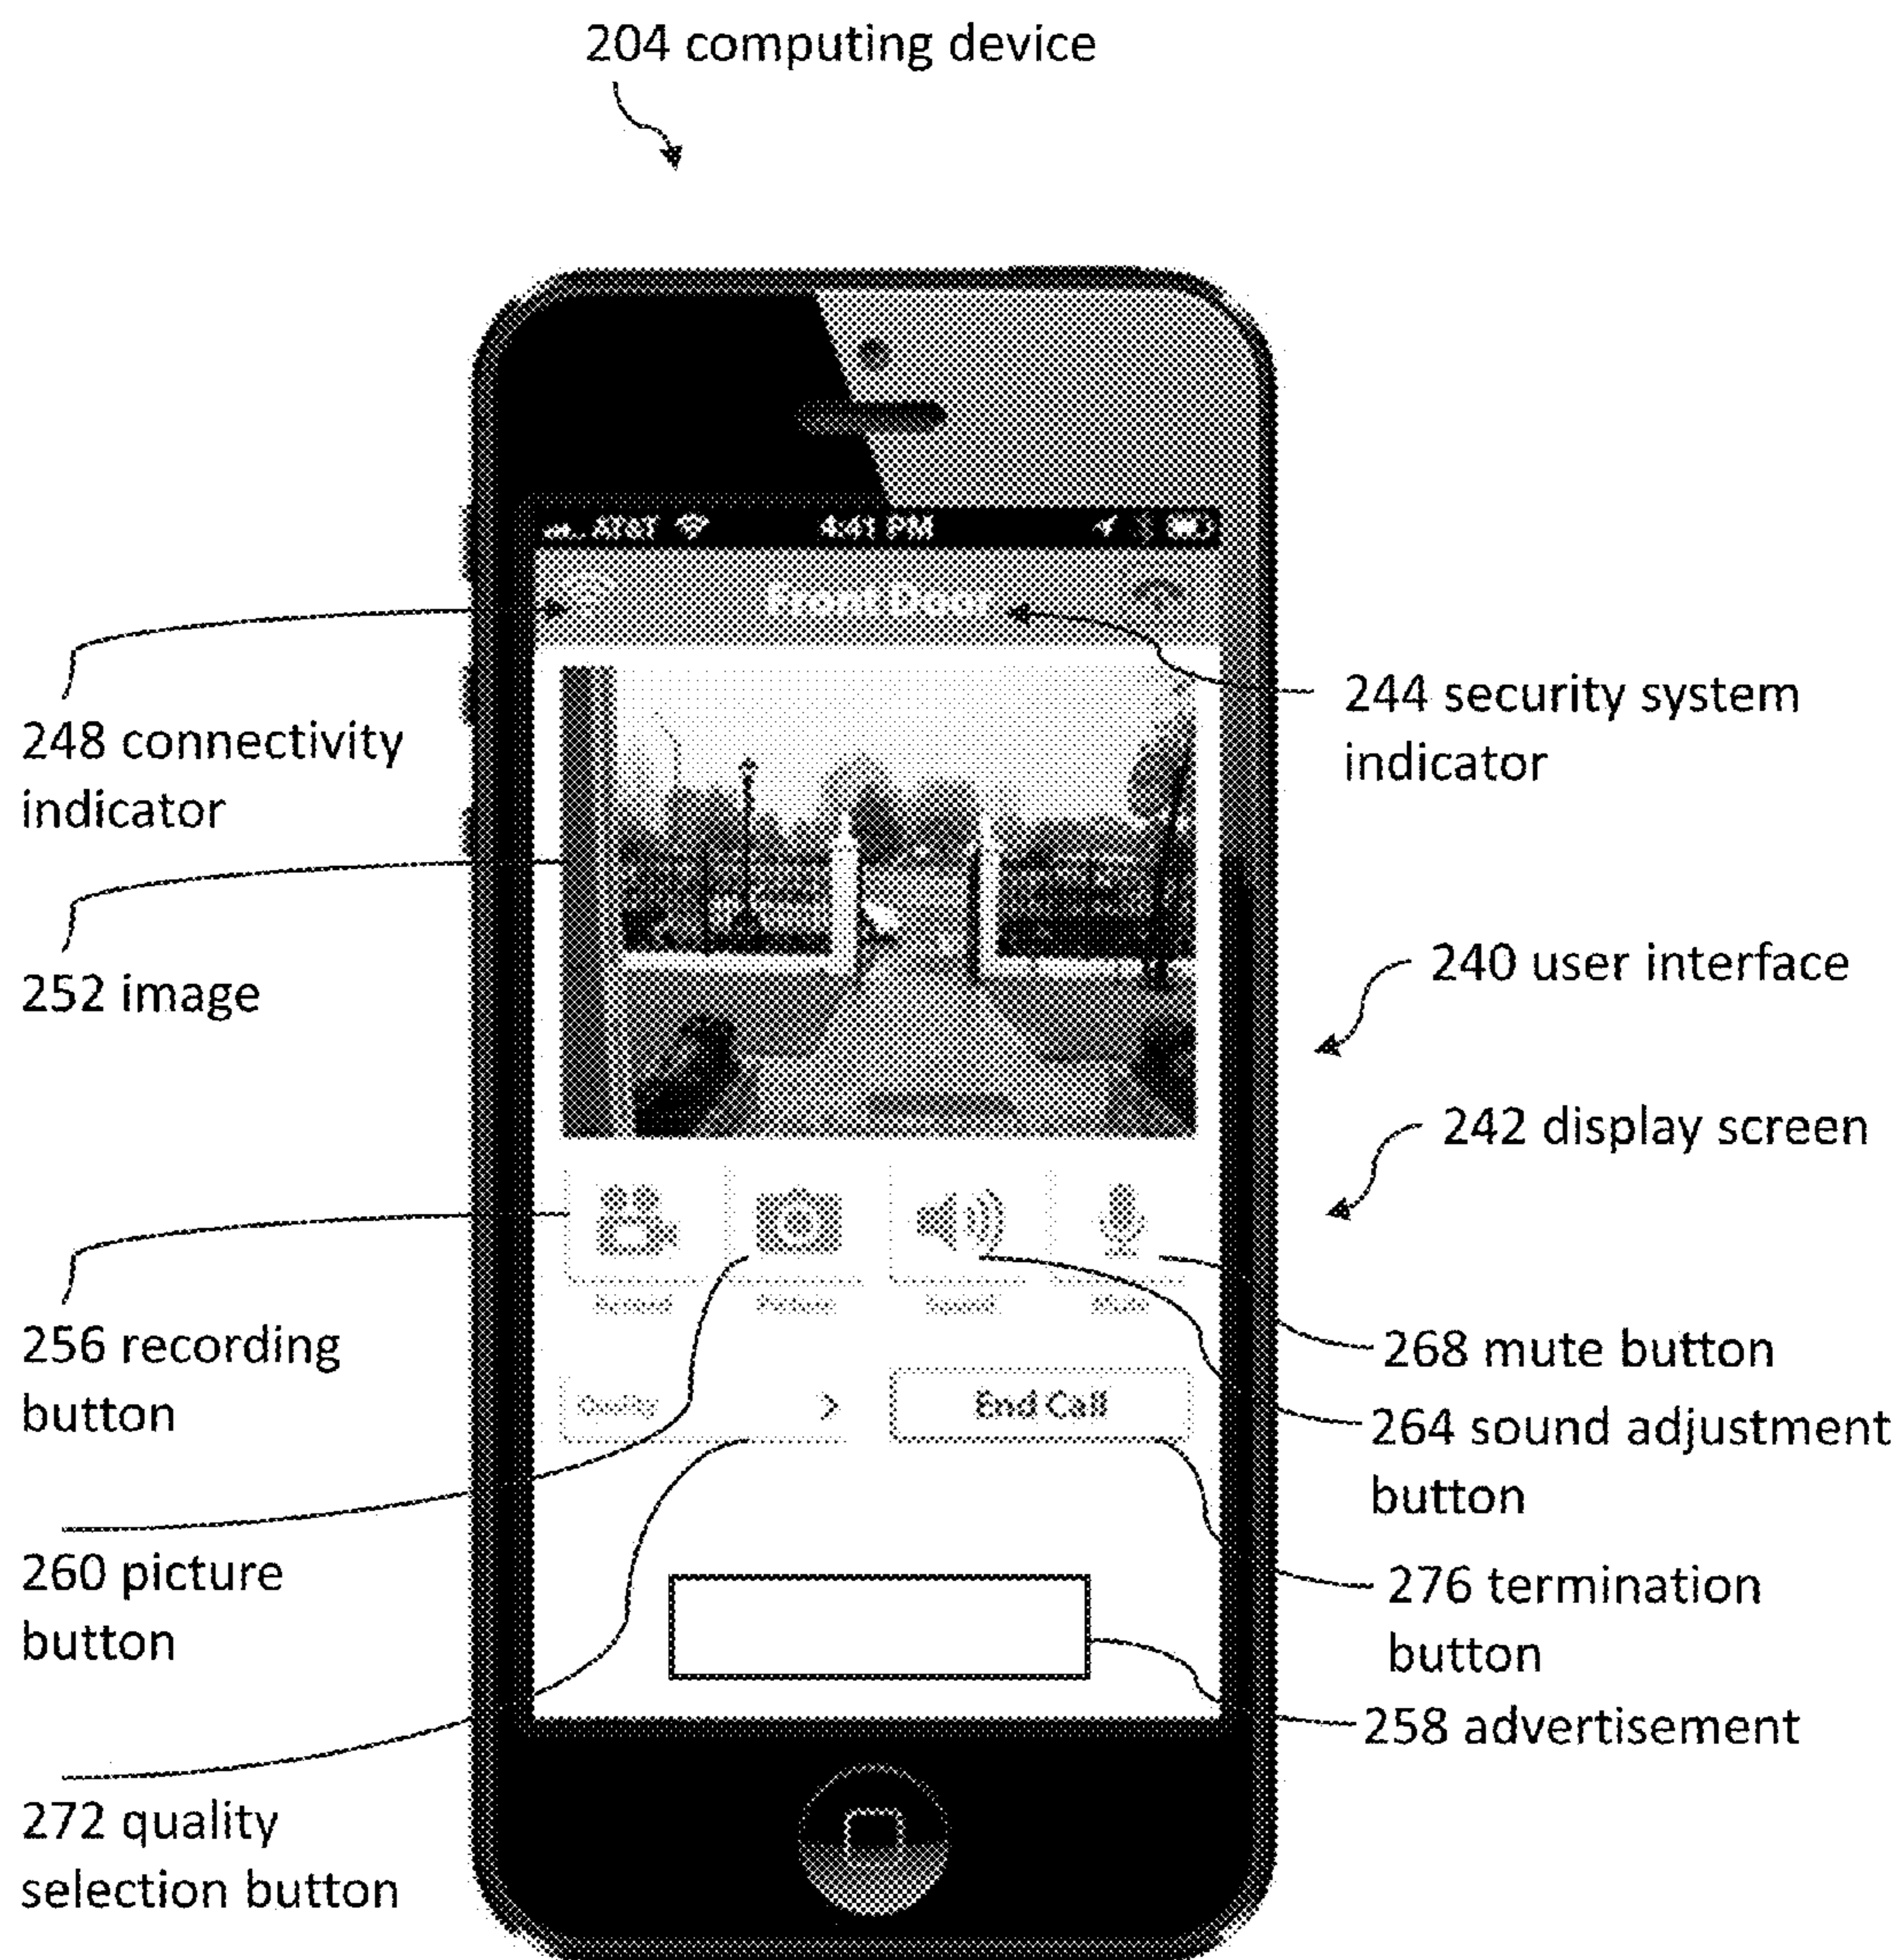 204 computing device
AT&T 4:41 PM
Front Door
248 connectivity
indicator
244 security system
indicator
252 image
240 user interface
242 display screen
256 recording
button
Quality
End Call
268 mute button
264 sound adjustment
button
260 picture
button
276 termination
button
258 advertisement
272 quality
selection button